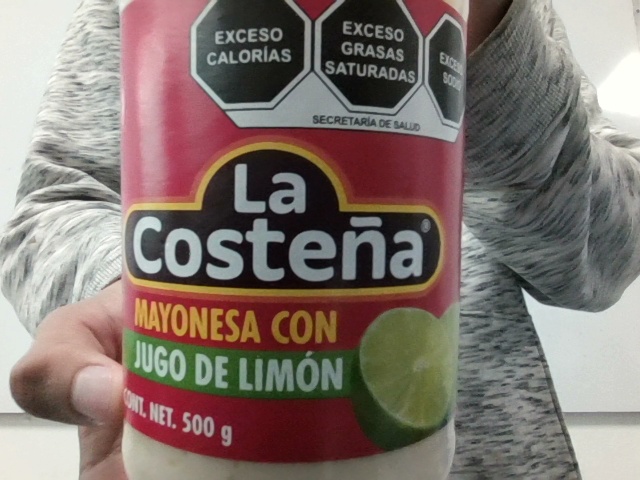 EXCESO
CALORÍAS
EXCESO
GRASAS
SATURADAS
SECRETARÍA DE SALUD
La
Costeña®
MAYONESA CON
JUGO DE LIMÓN
CONT. NET. 500 g